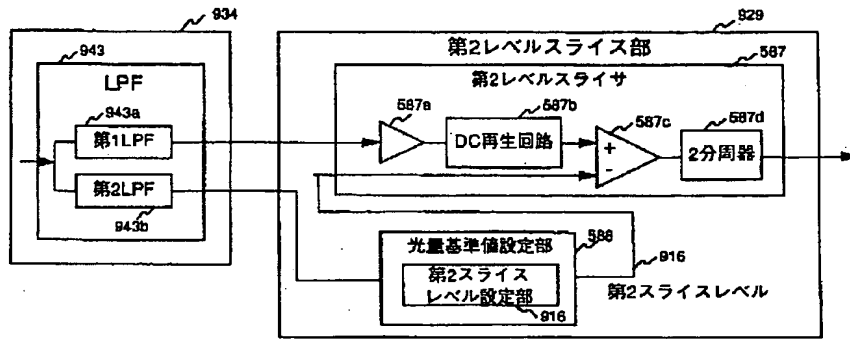 934
943
LPF
943a
第1LPF
第2LPF
943b
929
第2レベルスライス部
587
第2レベルスライサ
587a
587b
DC再生回路
587c
+
-
587d
2分周器
588
光量基準値設定部
第2スライス
レベル設定部
916
916
第2スライスレベル